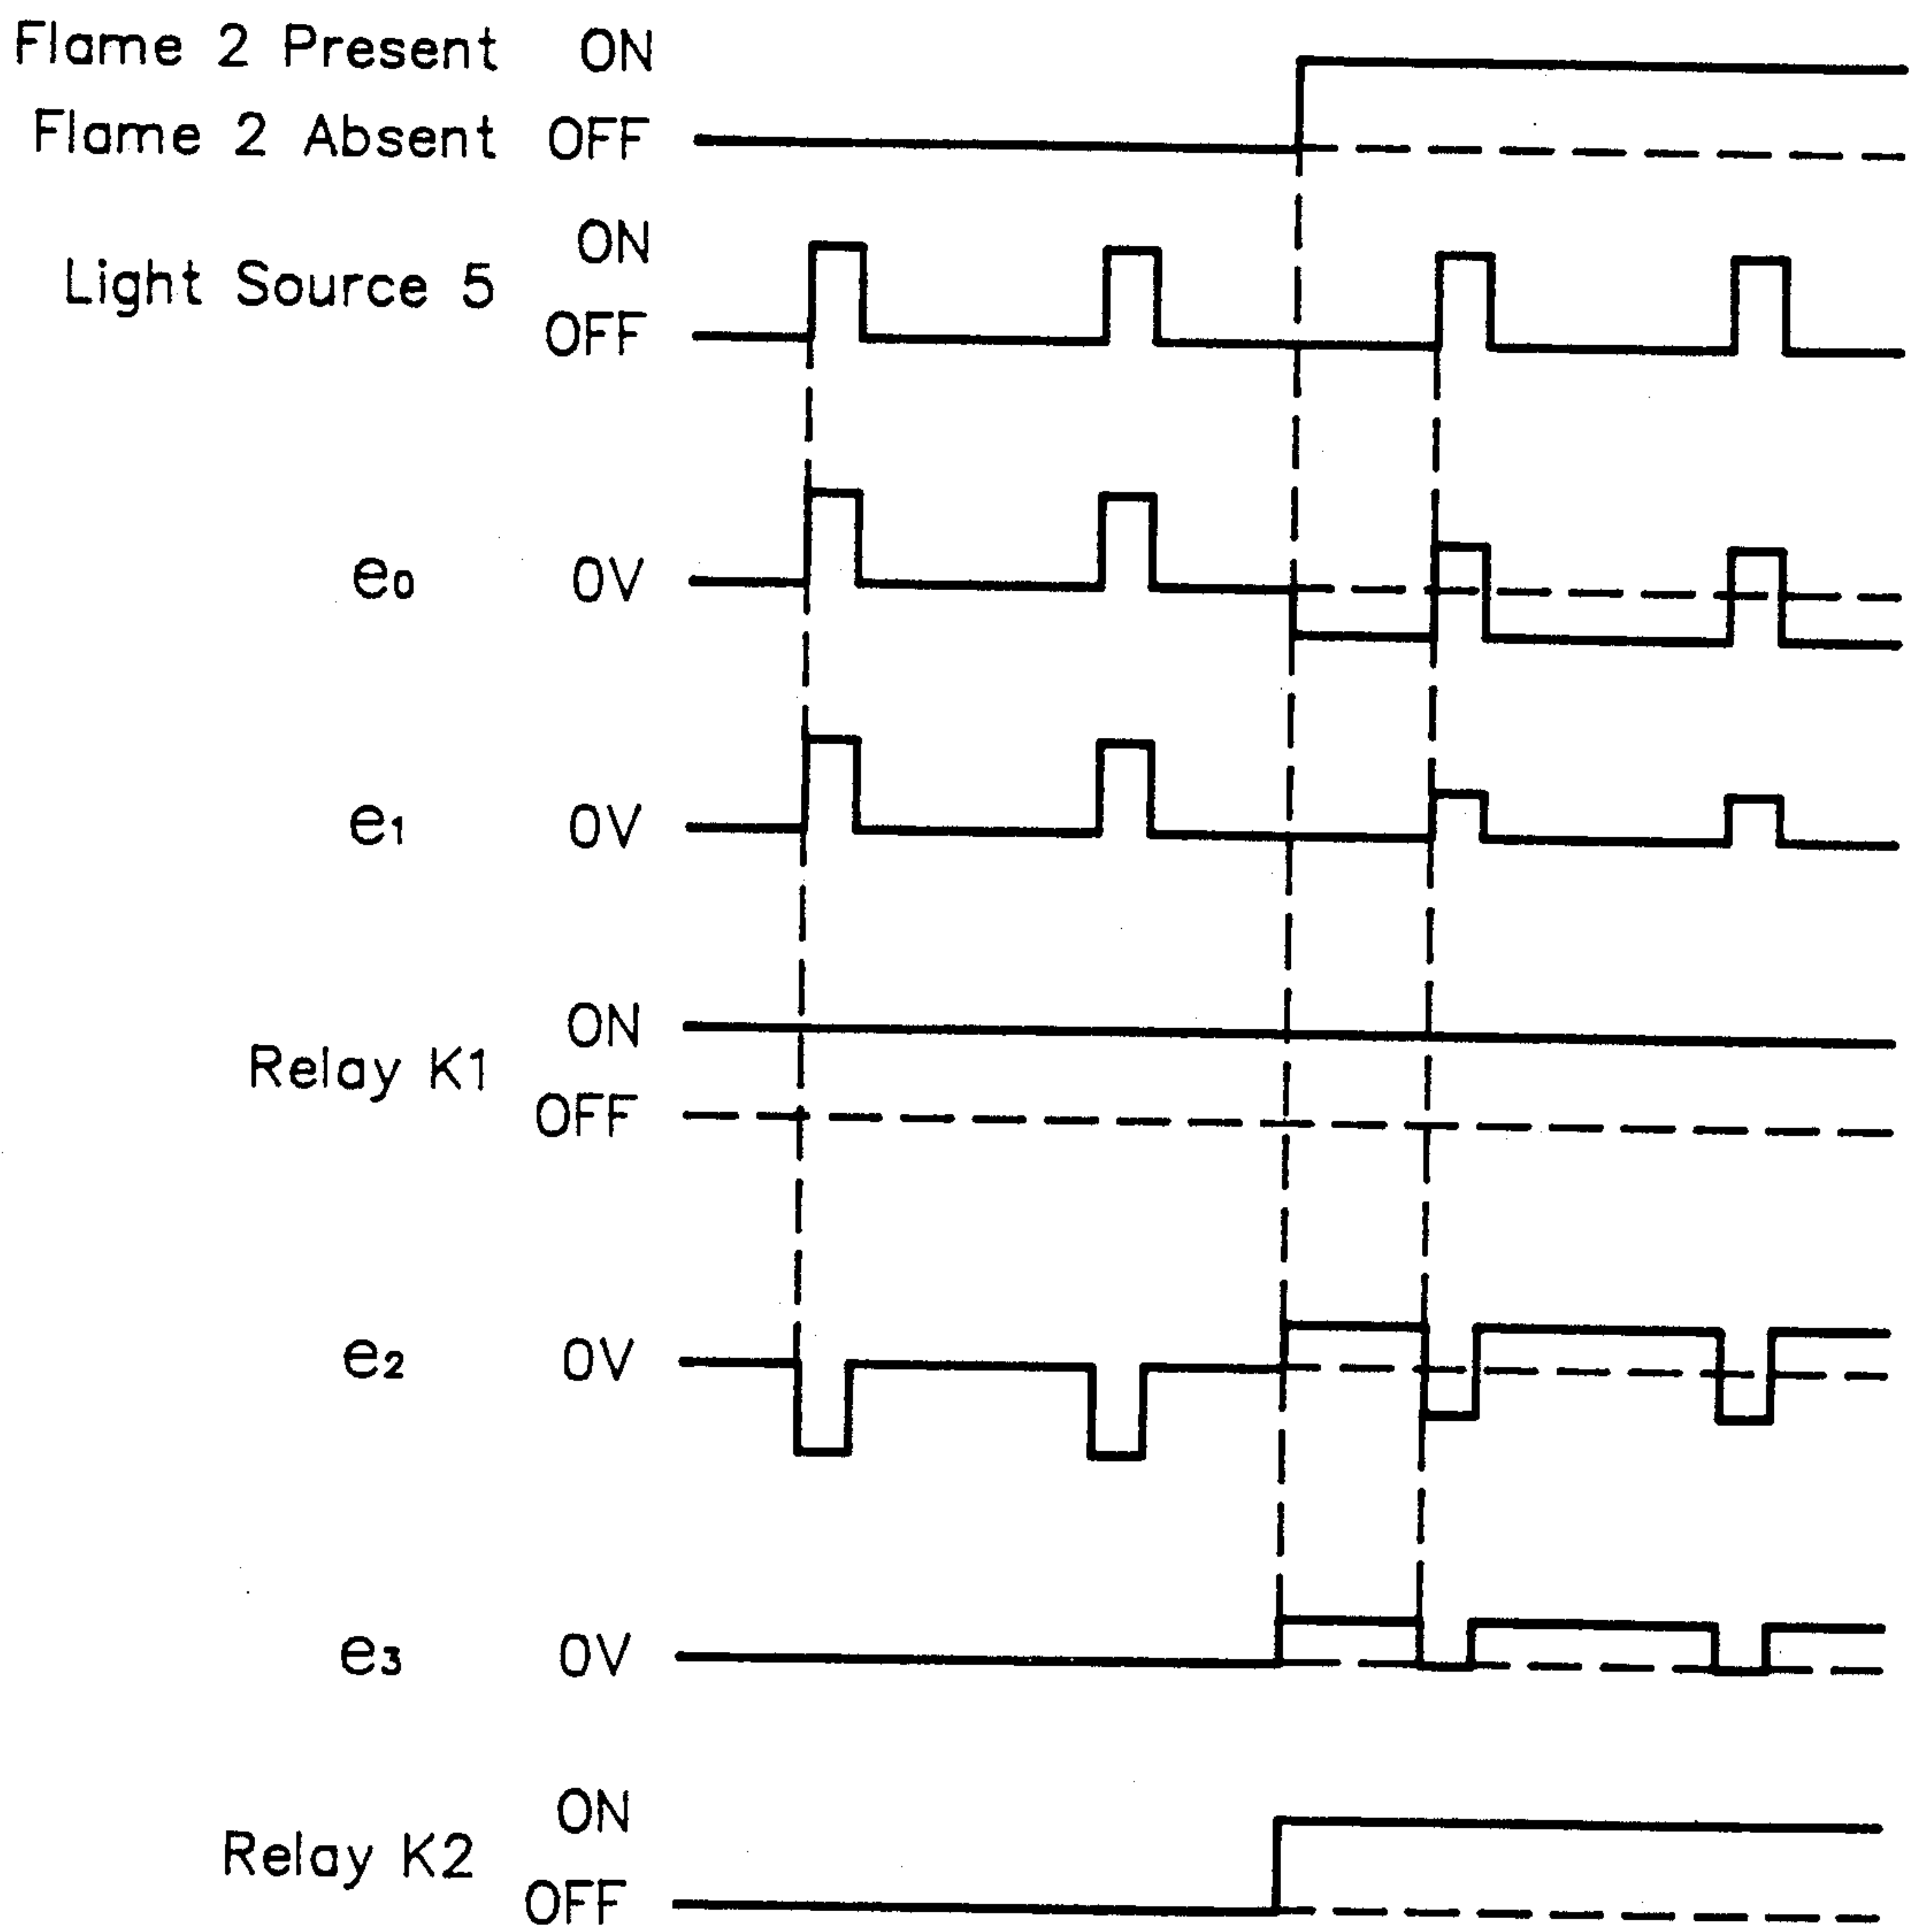 Flame 2 Present ON
Flame 2 Absent OFF
ON
Light Source 5
OFF
e0 0V
e1 0V
ON
Relay K1
OFF
e2 0V
e3 0V
ON
Relay K2
OFF